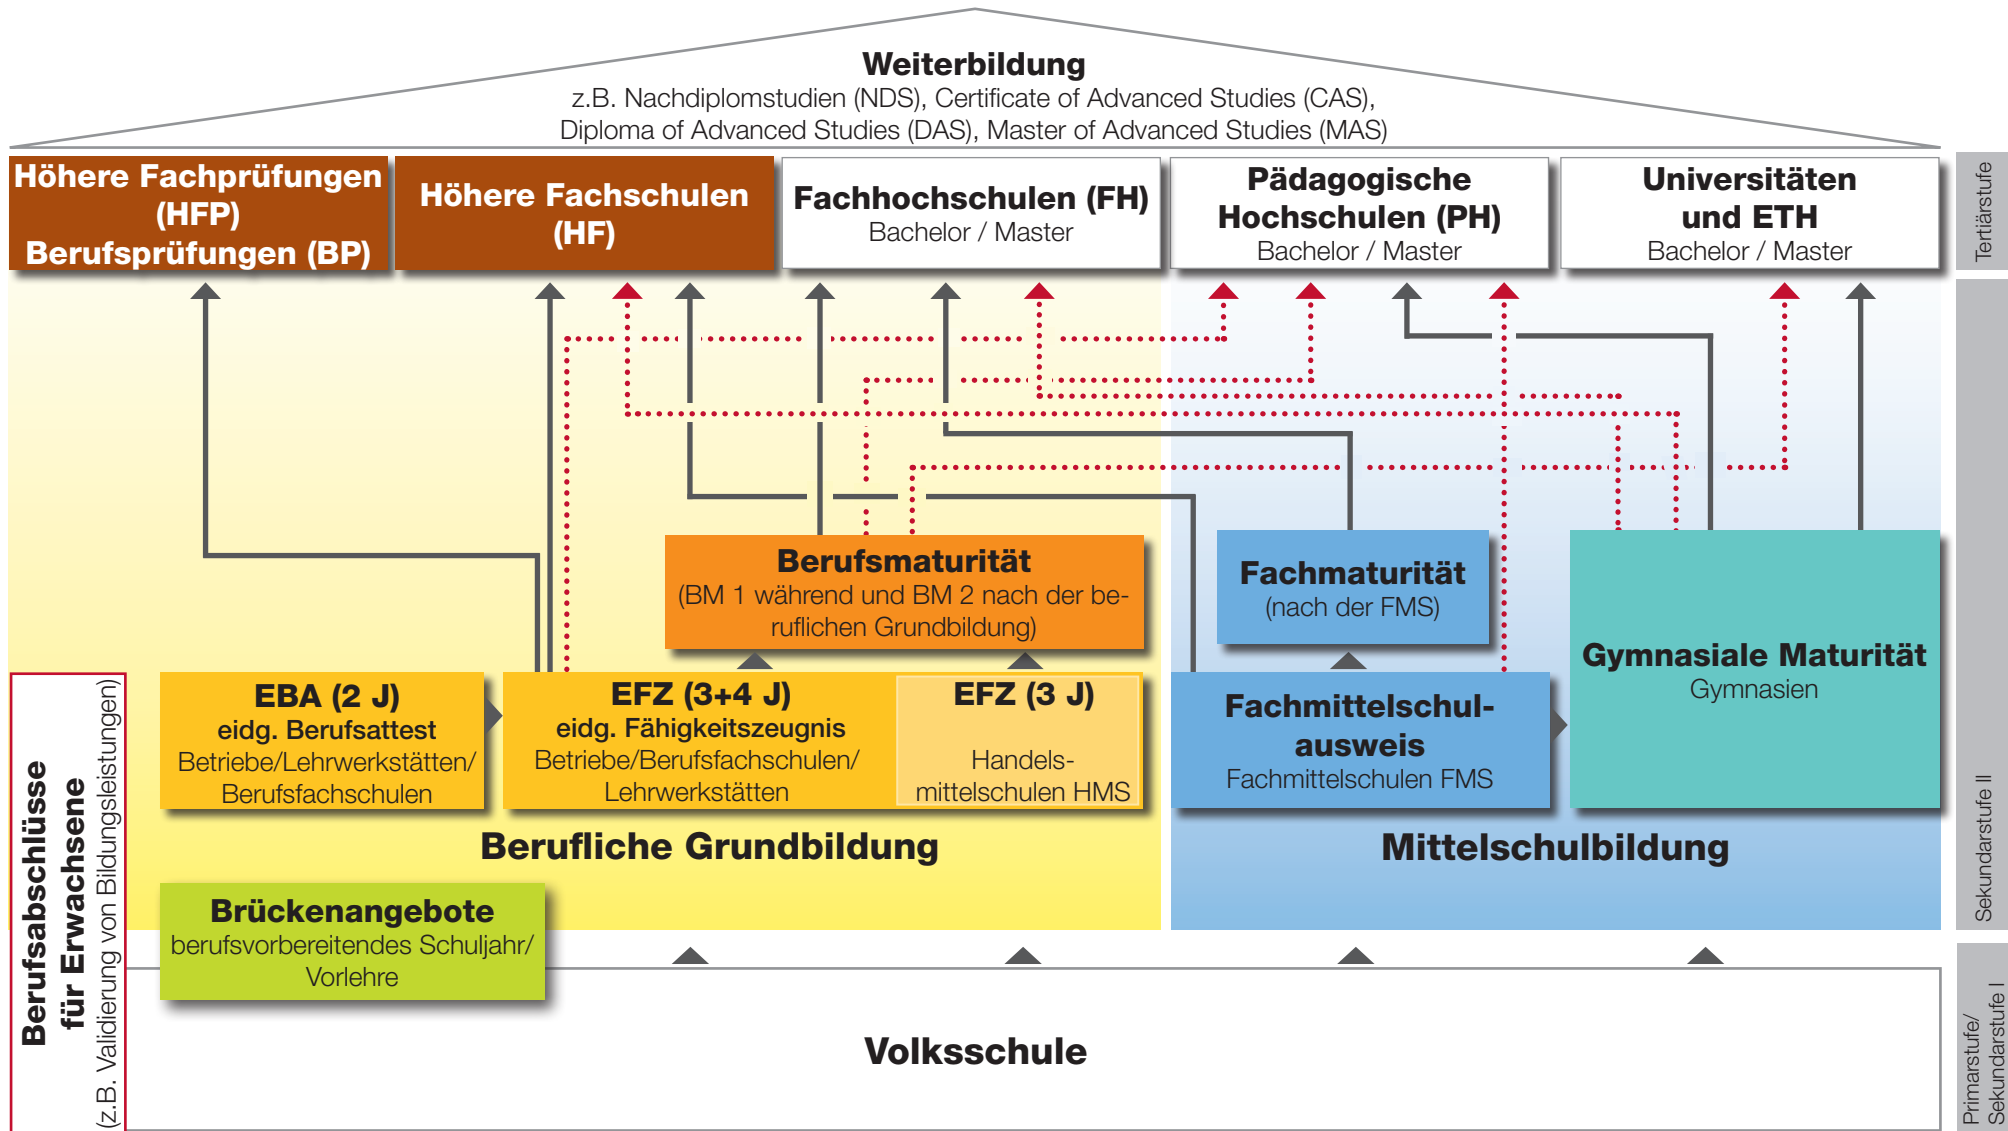 Weiterbildung
z.B. Nachdiplomstudien (NDS), Certificate of Advanced Studies (CAS),
Diploma of Advanced Studies (DAS), Master of Advanced Studies (MAS)
Höhere Fachprüfungen
(HFP)
Berufsprüfungen (BP)
Höhere Fachschulen
(HF)
Fachhochschulen (FH)
Bachelor / Master
Pädagogische
Hochschulen (PH)
Bachelor / Master
Universitäten
und ETH
Bachelor / Master
Tertiärstufe
Berufsmaturität
(BM 1 während und BM 2 nach der be-
ruflichen Grundbildung)
Fachmaturität
(nach der FMS)
Gymnasiale Maturität
Gymnasien
EBA (2 J)
eidg. Berufsattest
Betriebe/Lehrwerkstätten/
Berufsfachschulen
EFZ (3+4 J)
eidg. Fähigkeitszeugnis
Betriebe/Berufsfachschulen/
Lehrwerkstätten
EFZ (3 J)
Handels-
mittelschulen HMS
Fachmittelschul-
ausweis
Fachmittelschulen FMS
Berufliche Grundbildung
Mittelschulbildung
Sekundarstufe II
Berufsabschlüsse
für Erwachsene
(z.B. Validierung von Bildungsleistungen)
Brückenangebote
berufsvorbereitendes Schuljahr/
Vorlehre
Volksschule
Primarstufe/
Sekundarstufe I